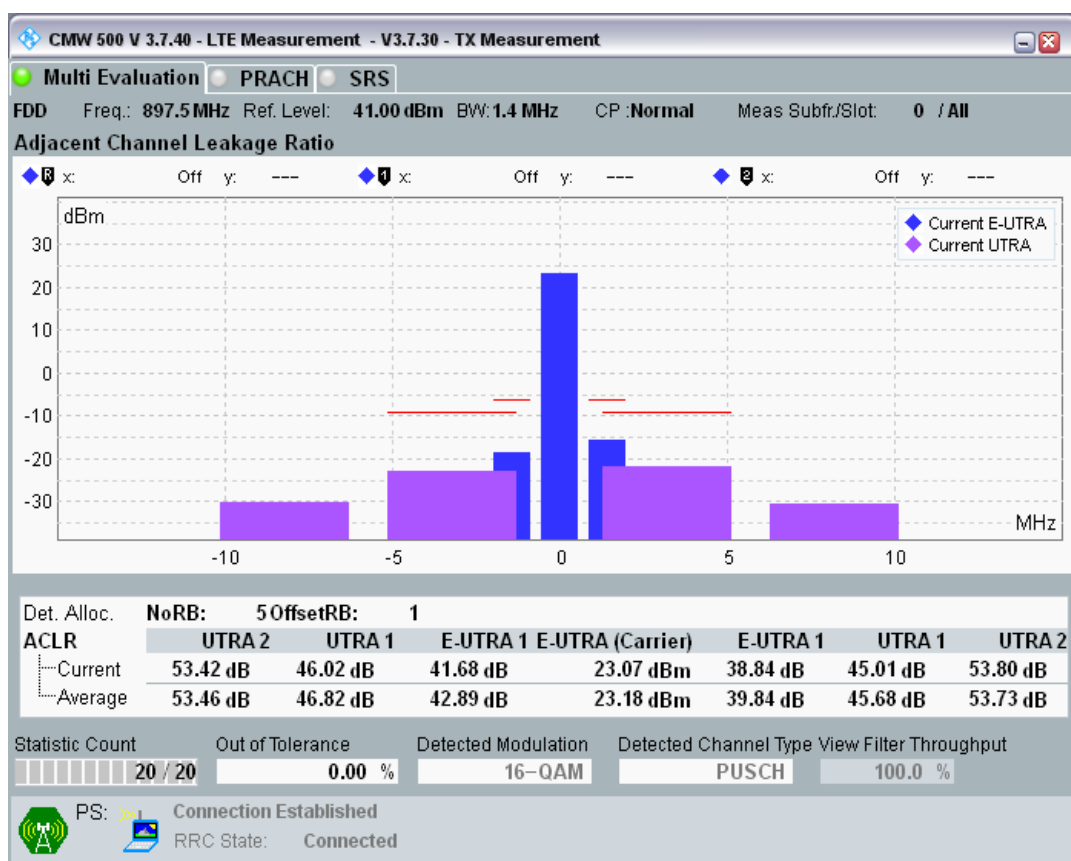 CMW 500 V 3.7.40 - LTE Measurement - V3.7.30 - TX Measurement
Multi Evaluation PRACH SRS
FDD Freq.: 897.5 MHz Ref. Level: 41.00 dBm BW: 1.4 MHz CP :Normal Meas Subfr./Slot: 0 / All
Adjacent Channel Leakage Ratio
R x: Off y: --- 1 x: Off y: --- 2 x: Off y: ---
dBm
Current E-UTRA
Current UTRA
30
20
10
0
-10
-20
-30
MHz
-10 -5 0 5 10
Det. Alloc. NoRB: 5 OffsetRB: 1
ACLR UTRA 2 UTRA 1 E-UTRA 1 E-UTRA (Carrier) E-UTRA 1 UTRA 1 UTRA 2
Current 53.42 dB 46.02 dB 41.68 dB 23.07 dBm 38.84 dB 45.01 dB 53.80 dB
Average 53.46 dB 46.82 dB 42.89 dB 23.18 dBm 39.84 dB 45.68 dB 53.73 dB
Statistic Count Out of Tolerance Detected Modulation Detected Channel Type View Filter Throughput
20 / 20 0.00 % 16-QAM PUSCH 100.0 %
PS: Connection Established
RRC State: Connected